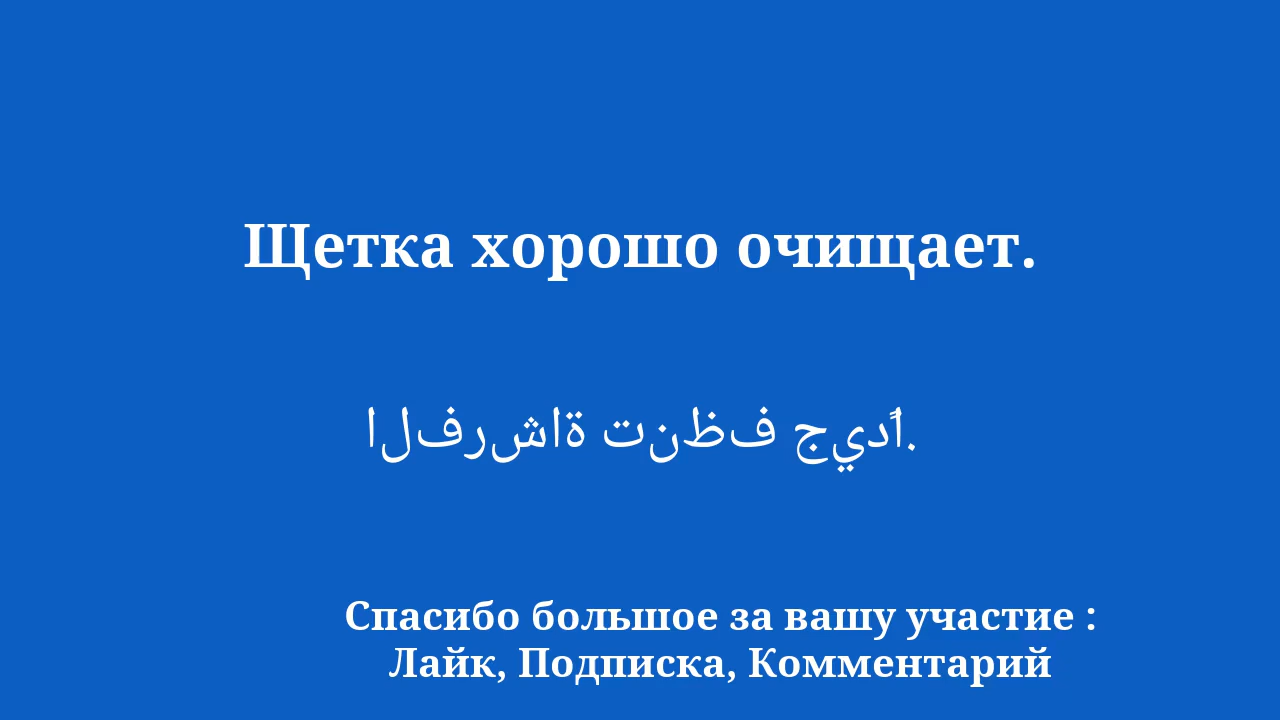 Щетка хорошо очищает.
الفرشاة تنظف جيداً.
Спасибо большое за вашу участие :
Лайк, Подписка, Комментарий